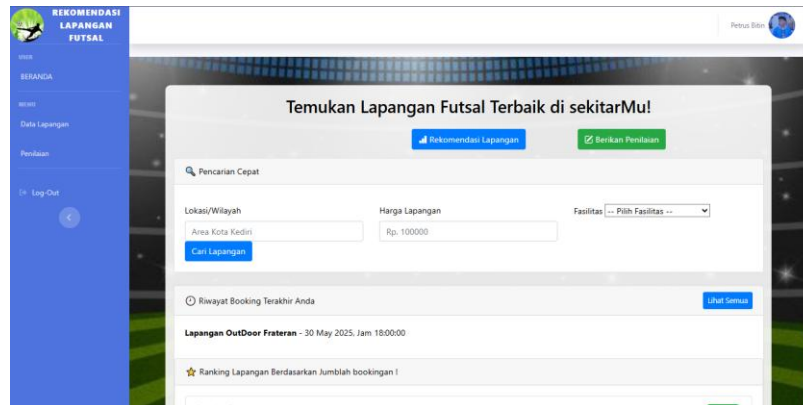 REKOMENDASI
LAPANGAN
FUTSAL
Petrus Bitin
USER
BERANDA
MENU
Data Lapangan
Penilaian
Log-Out
Temukan Lapangan Futsal Terbaik di sekitarMu!
Rekomendasi Lapangan
Berikan Penilaian
Pencarian Cepat
Lokasi/Wilayah
Harga Lapangan
Fasilitas -- Pilih Fasilitas --
Area Kota Kediri
Rp. 100000
Cari Lapangan
Riwayat Booking Terakhir Anda
Lihat Semua
Lapangan OutDoor Frateran - 30 May 2025, Jam 18:00:00
Ranking Lapangan Berdasarkan Jumblah bookingan !